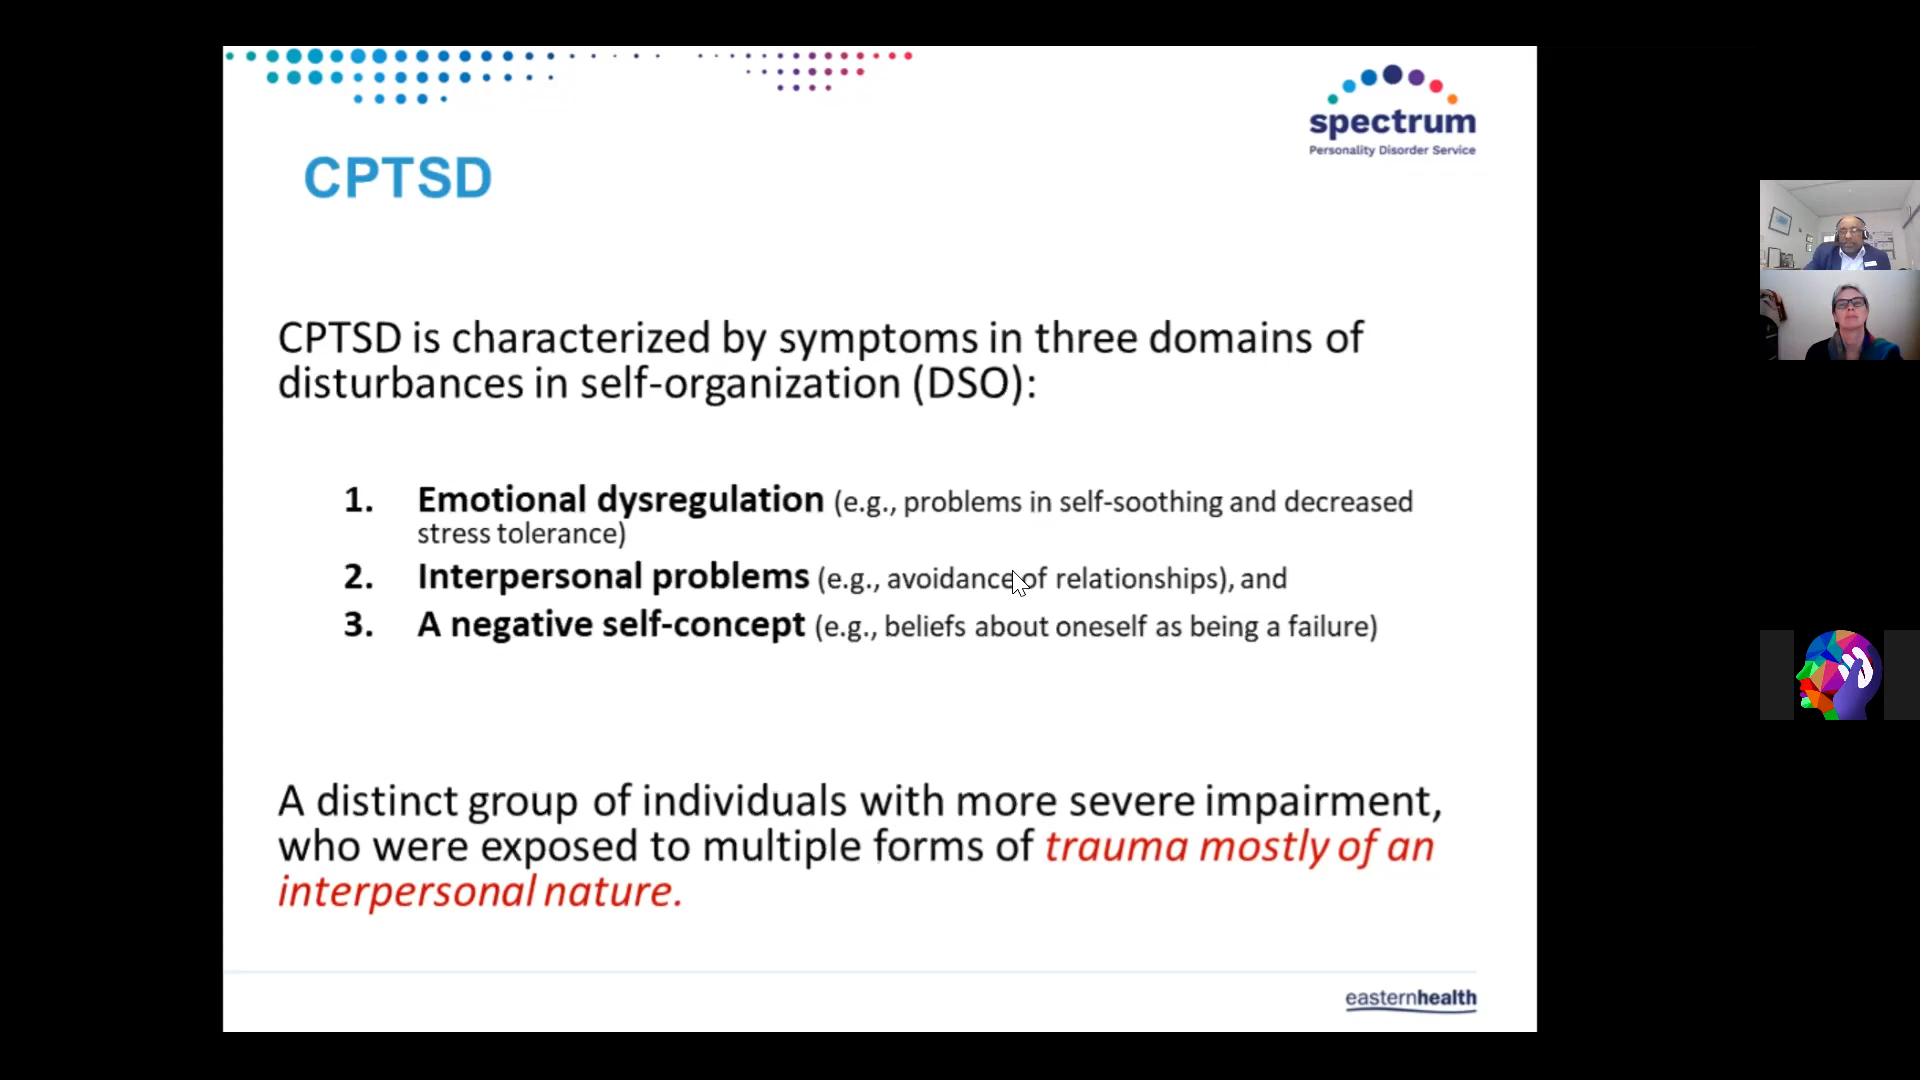 spectrum
Personality Disorder Service
CPTSD
CPTSD is characterized by symptoms in three domains of
disturbances in self-organization (DSO):
1. Emotional dysregulation (e.g., problems in self-soothing and decreased
stress tolerance)
2. Interpersonal problems (e.g., avoidance of relationships), and
3. A negative self-concept (e.g., beliefs about oneself as being a failure)
A distinct group of individuals with more severe impairment,
who were exposed to multiple forms of trauma mostly of an
interpersonal nature.
easternhealth